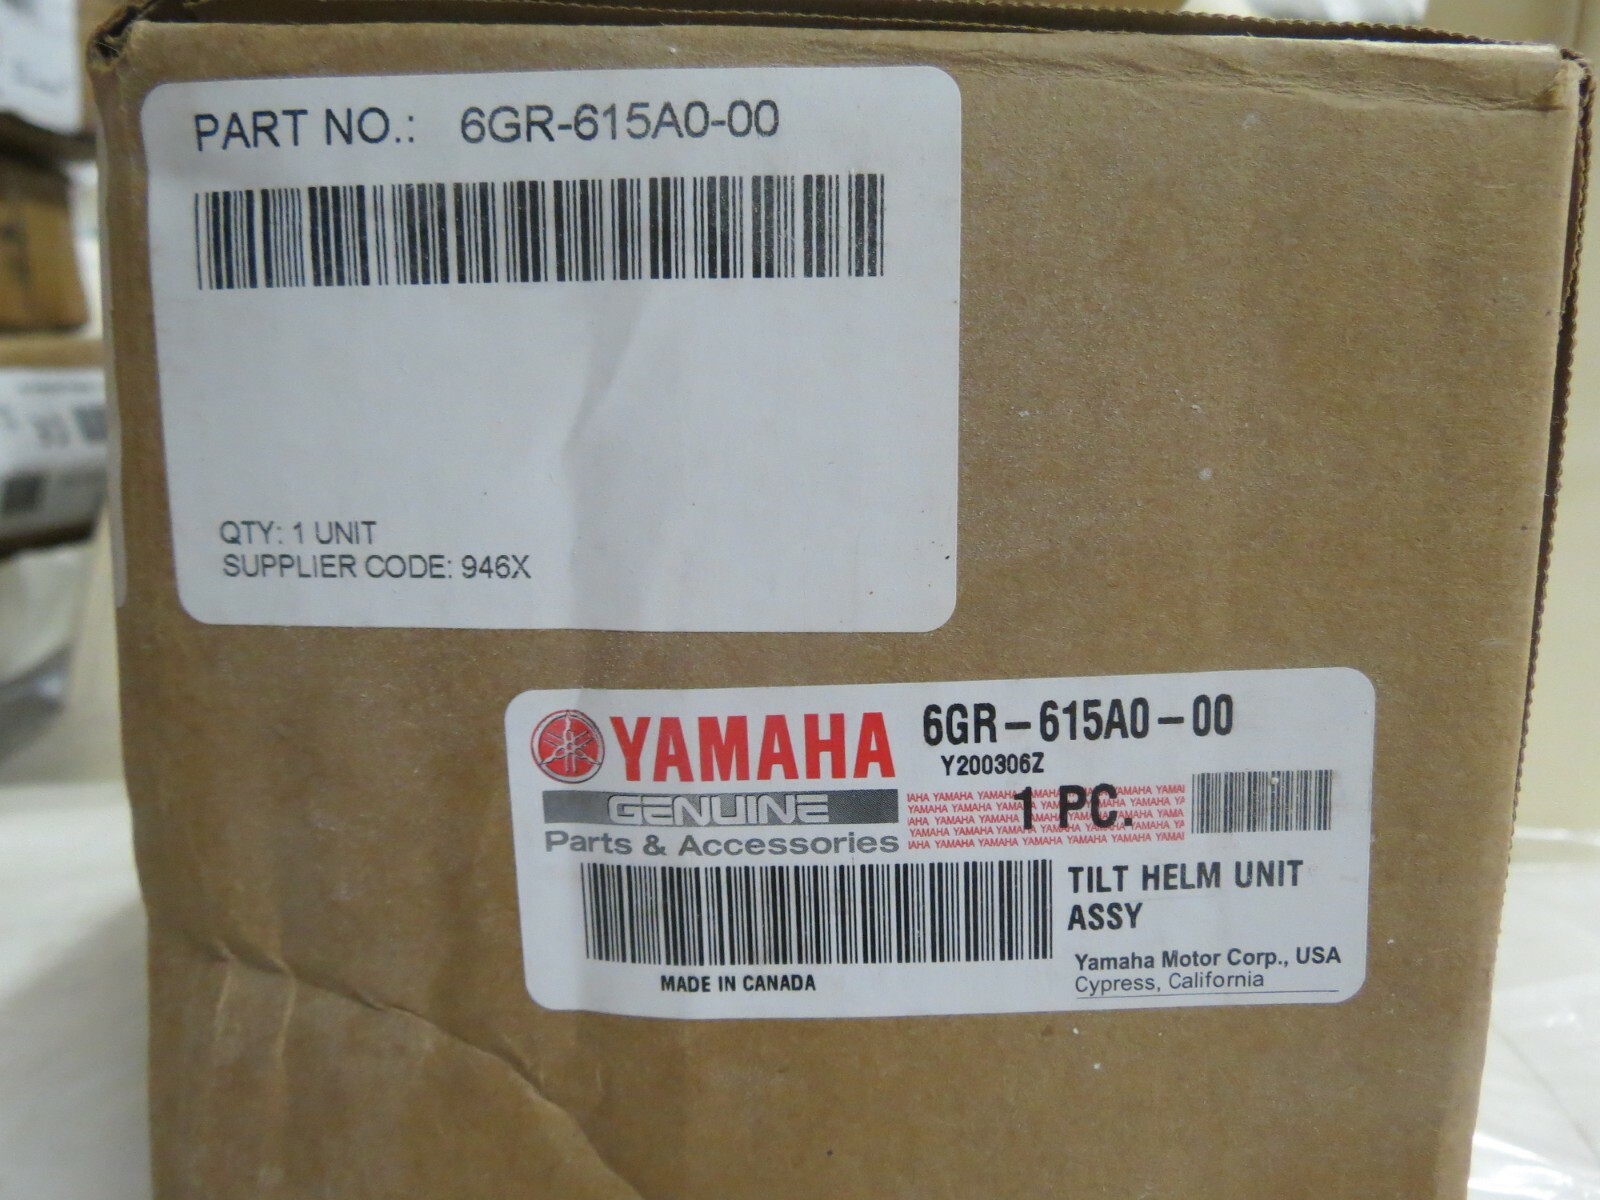 PART NO.: 6GR-615A0-00
QTY: 1 UNIT
SUPPLIER CODE: 946X
YAMAHA 6GR-615A0-00
Y200306Z
GENUINE
1 PC.
Parts & Accessories
TILT HELM UNIT
ASSY
MADE IN CANADA
Yamaha Motor Corp., USA
Cypress, California